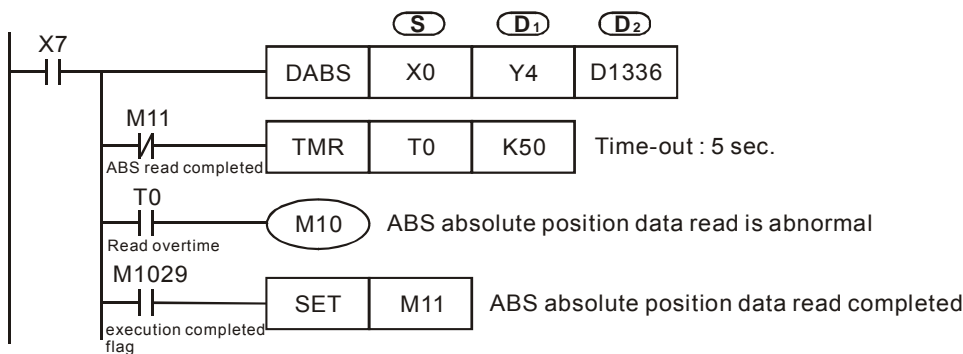 S D1 D2
X7
DABS X0 Y4 D1336
M11
ABS read completed
TMR T0 K50 Time-out : 5 sec.
T0
Read overtime
M10 ABS absolute position data read is abnormal
M1029
execution completed
flag
SET M11 ABS absolute position data read completed